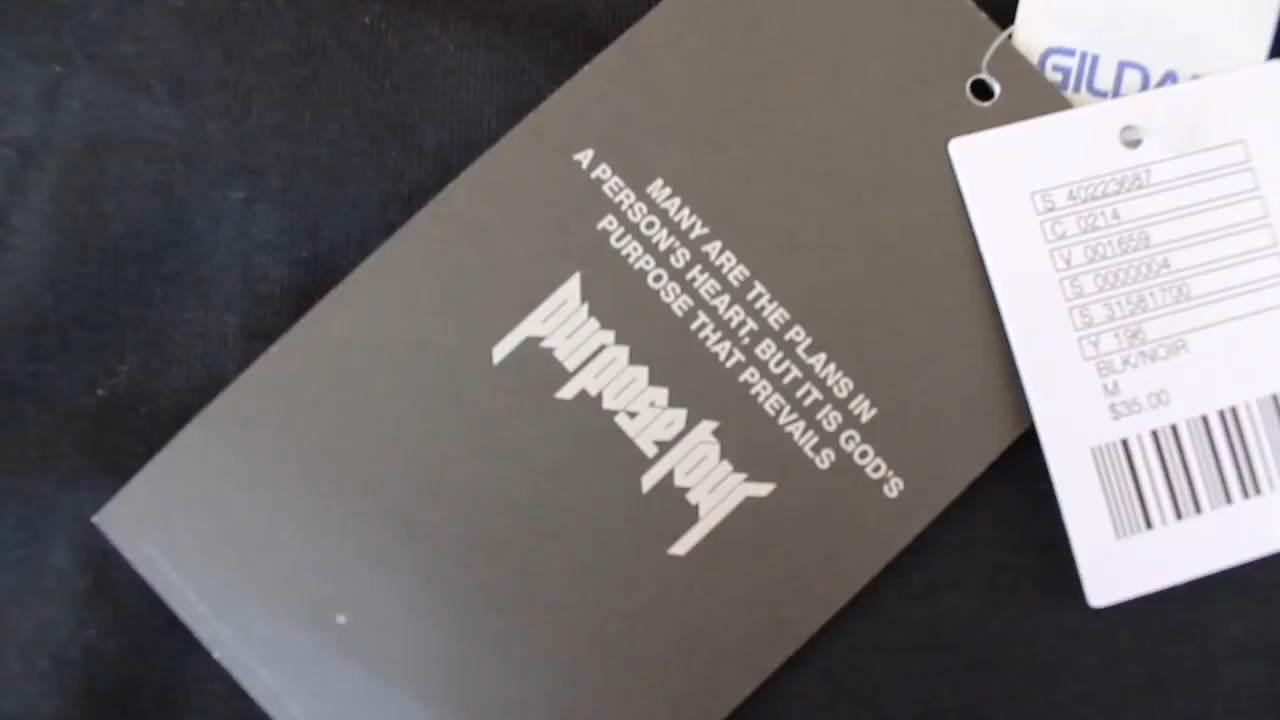 MANY ARE THE PLANS IN
A PERSON'S HEART, BUT IT IS GOD'S
PURPOSE THAT PREVAILS
purpose tour
GILDA
S 40223687
C 0214
V 001659
S 0000004
S 31581700
Y 196
BLK/NOIR
M
$35.00